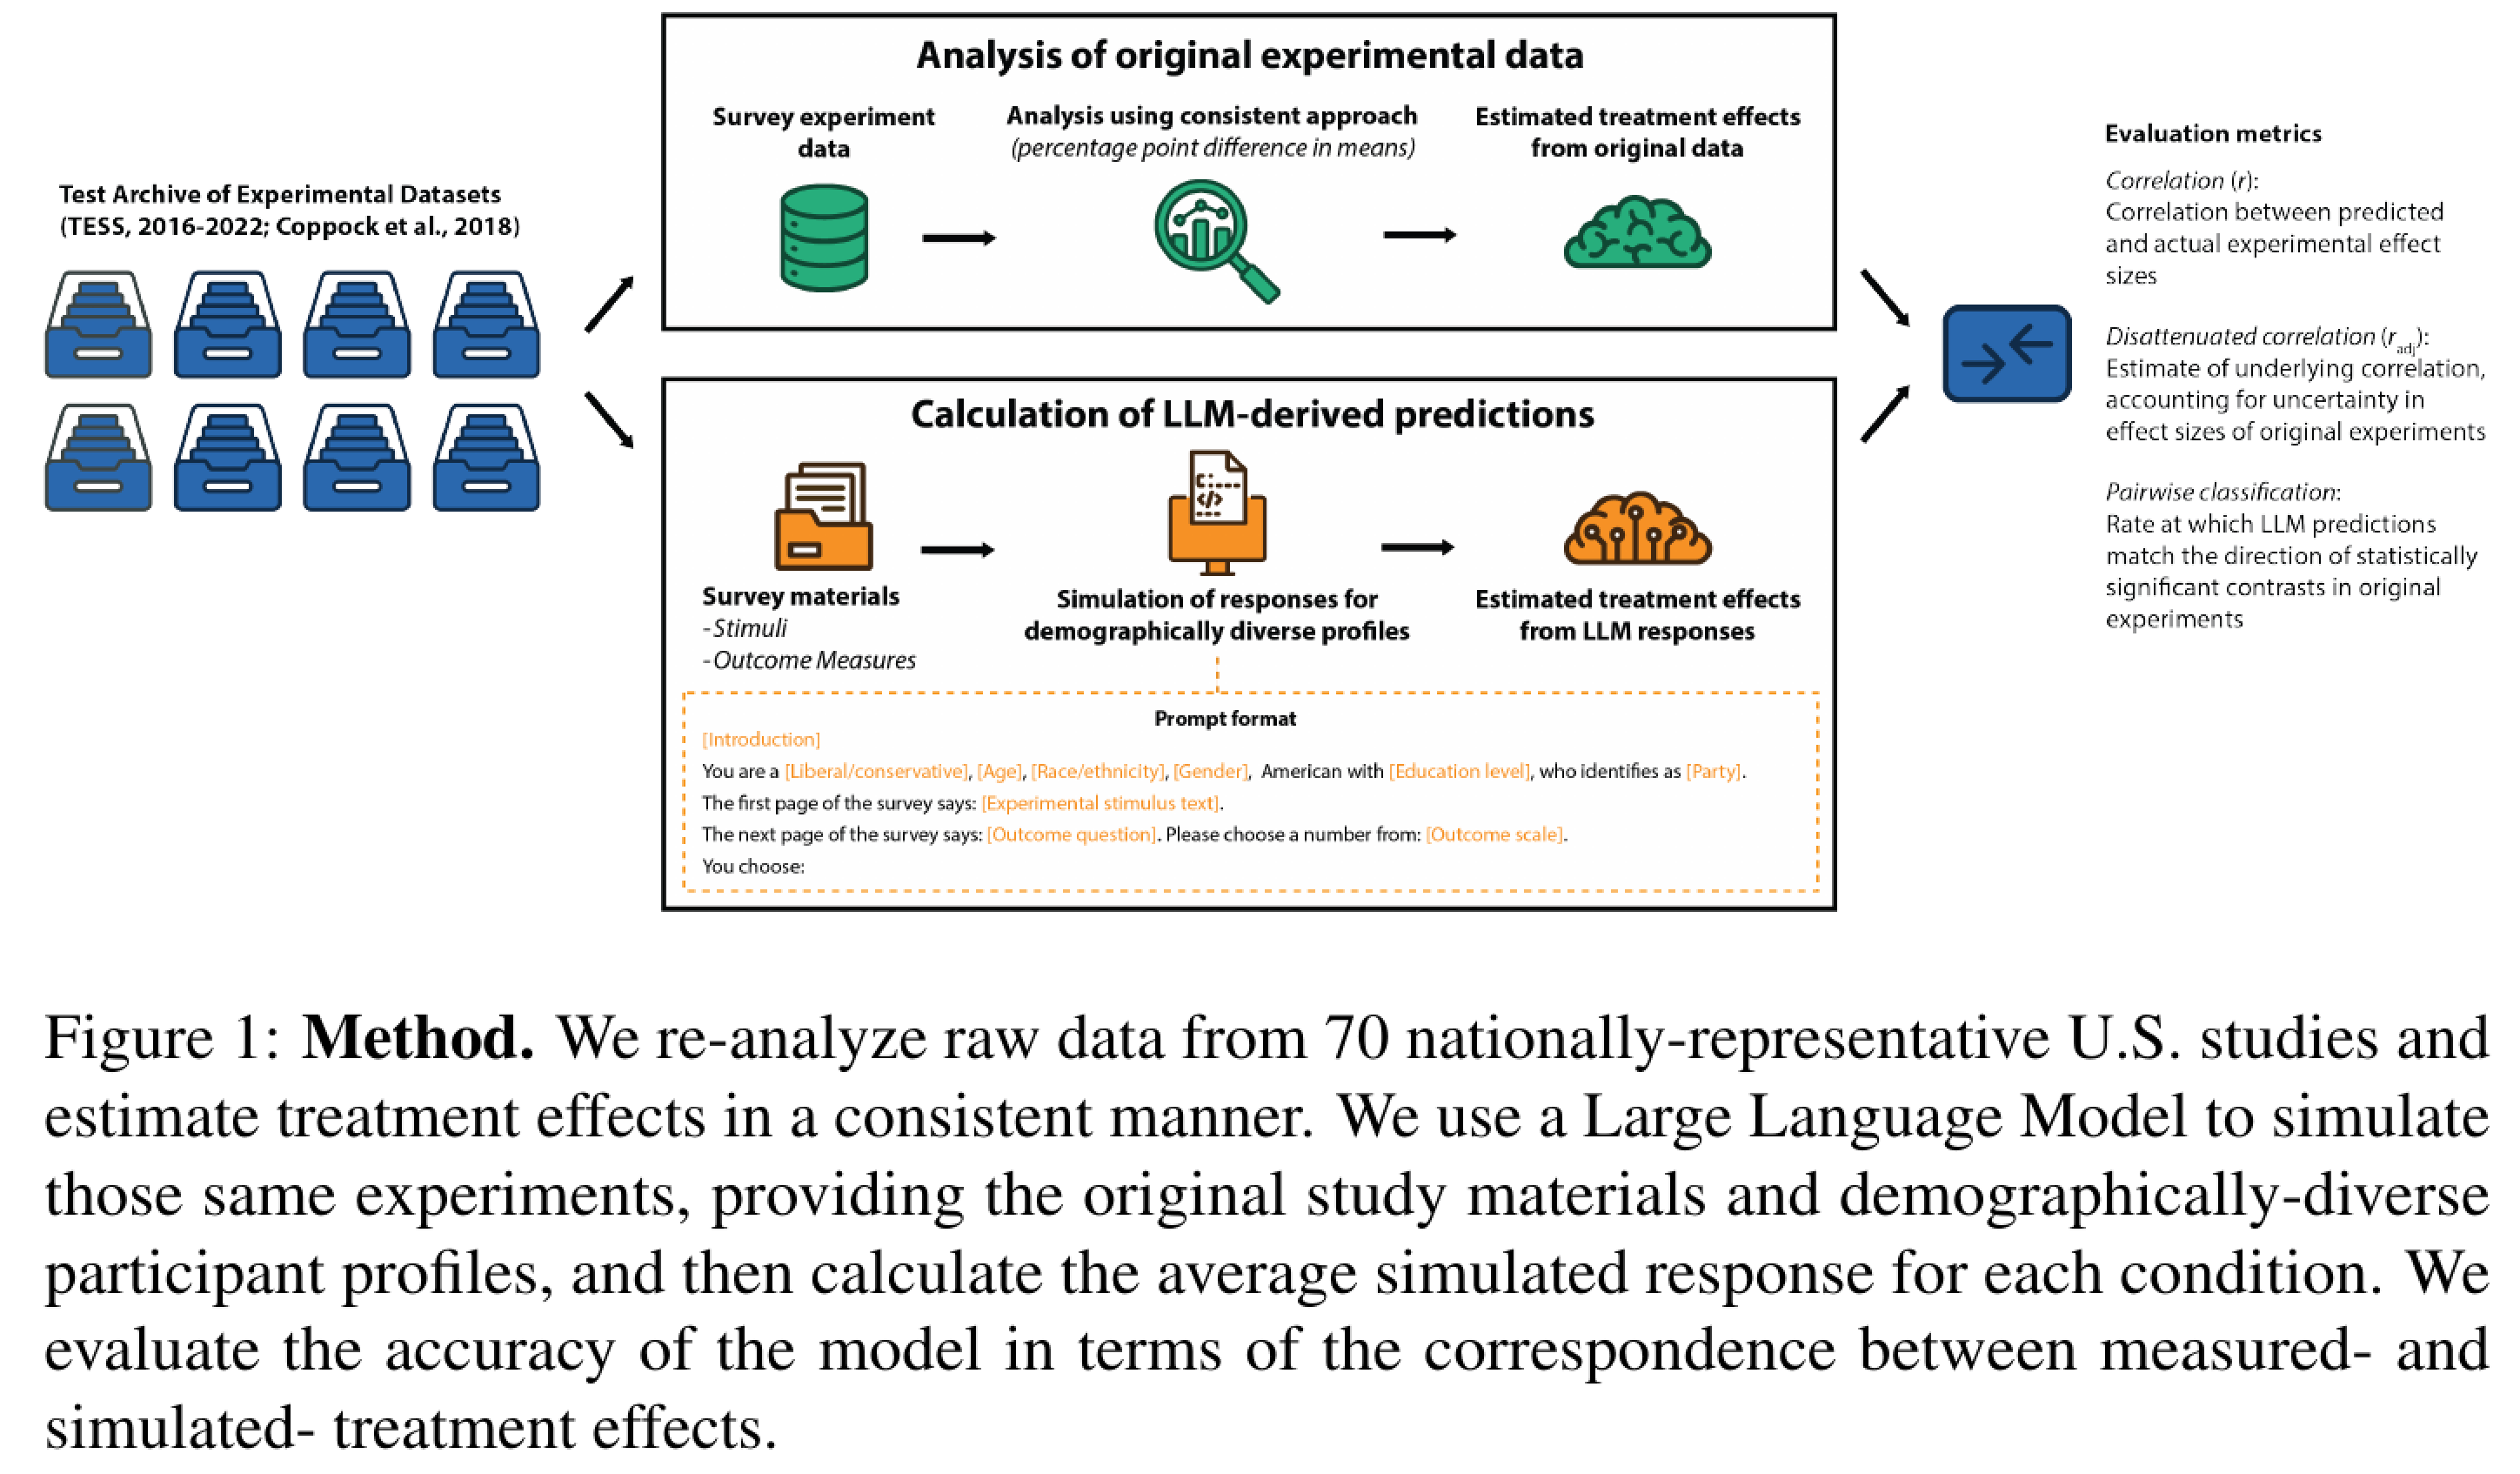 Test Archive of Experimental Datasets
(TESS, 2016-2022; Coppock et al., 2018)
Analysis of original experimental data
Survey experiment
data
Analysis using consistent approach
(percentage point difference in means)
Estimated treatment effects
from original data
Calculation of LLM-derived predictions
C:
</>
Survey materials
-Stimuli
-Outcome Measures
Simulation of responses for
demographically diverse profiles
Estimated treatment effects
from LLM responses
Prompt format
[Introduction]
You are a [Liberal/conservative], [Age], [Race/ethnicity], [Gender], American with [Education level], who identifies as [Party].
The first page of the survey says: [Experimental stimulus text].
The next page of the survey says: [Outcome question]. Please choose a number from: [Outcome scale].
You choose:
Evaluation metrics
Correlation (r):
Correlation between predicted
and actual experimental effect
sizes
Disattenuated correlation (r_adj):
Estimate of underlying correlation,
accounting for uncertainty in
effect sizes of original experiments
Pairwise classification:
Rate at which LLM predictions
match the direction of statistically
significant contrasts in original
experiments
Figure 1: Method. We re-analyze raw data from 70 nationally-representative U.S. studies and
estimate treatment effects in a consistent manner. We use a Large Language Model to simulate
those same experiments, providing the original study materials and demographically-diverse
participant profiles, and then calculate the average simulated response for each condition. We
evaluate the accuracy of the model in terms of the correspondence between measured- and
simulated- treatment effects.